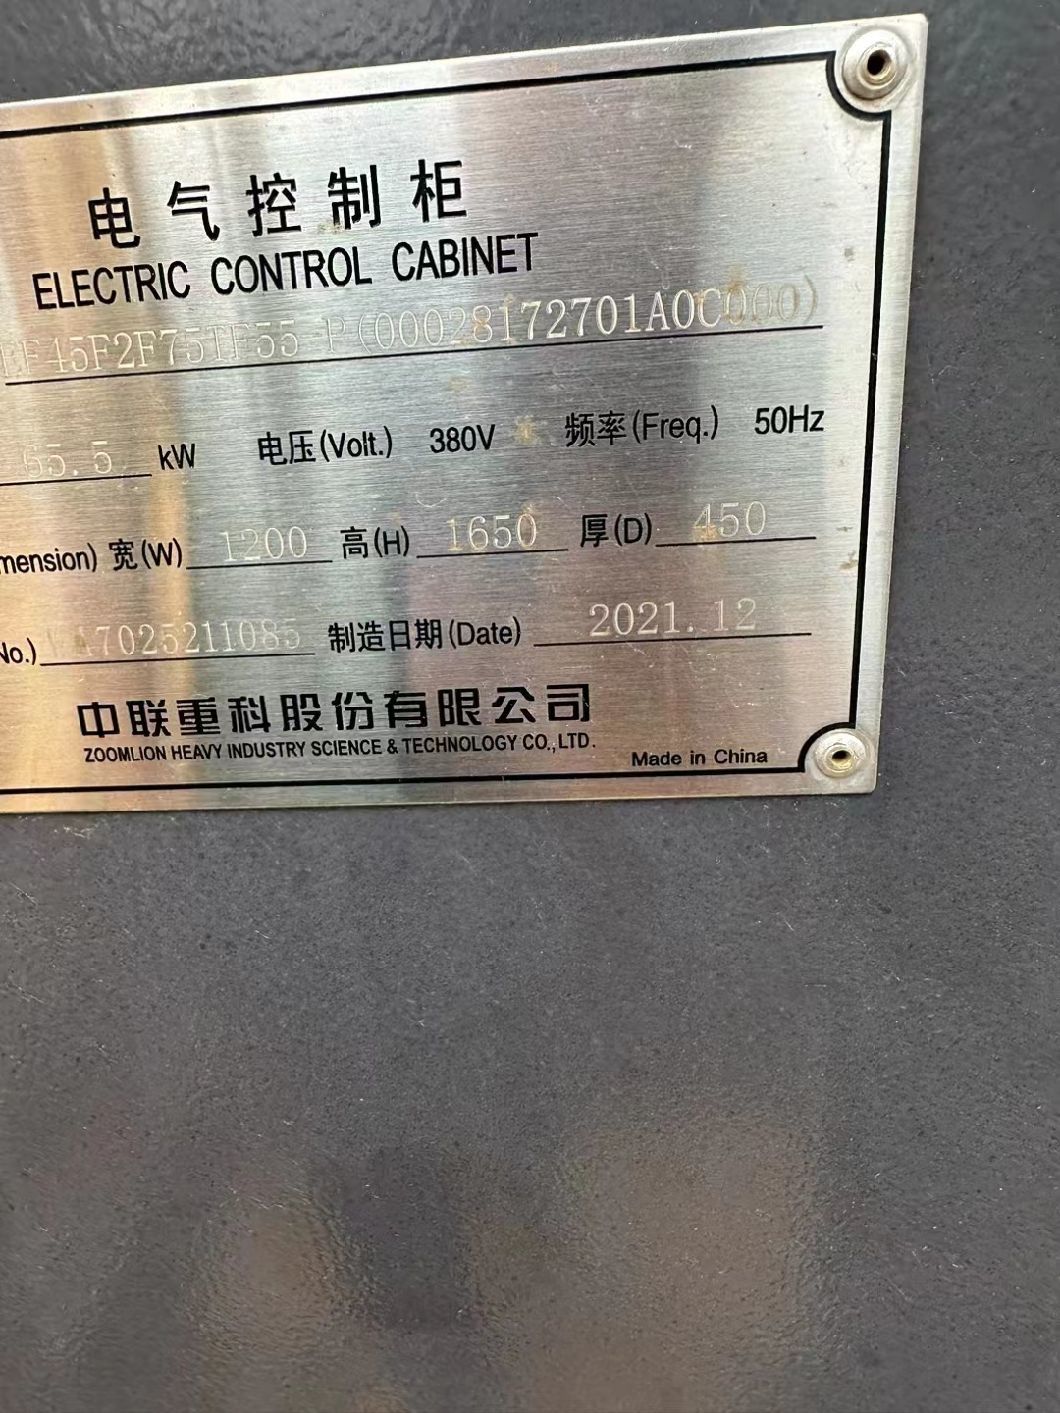 电气控制柜
ELECTRIC CONTROL CABINET
F45F2F75TF55-P(00028172701A0C000)
65.5 kW 电压(Volt.) 380V 频率(Freq.) 50Hz
mension) 宽(W) 1200 高(H) 1650 厚(D) 450
No.) A7025211085 制造日期(Date) 2021.12
中联重科股份有限公司
ZOOMLION HEAVY INDUSTRY SCIENCE & TECHNOLOGY CO.,LTD.
Made in China